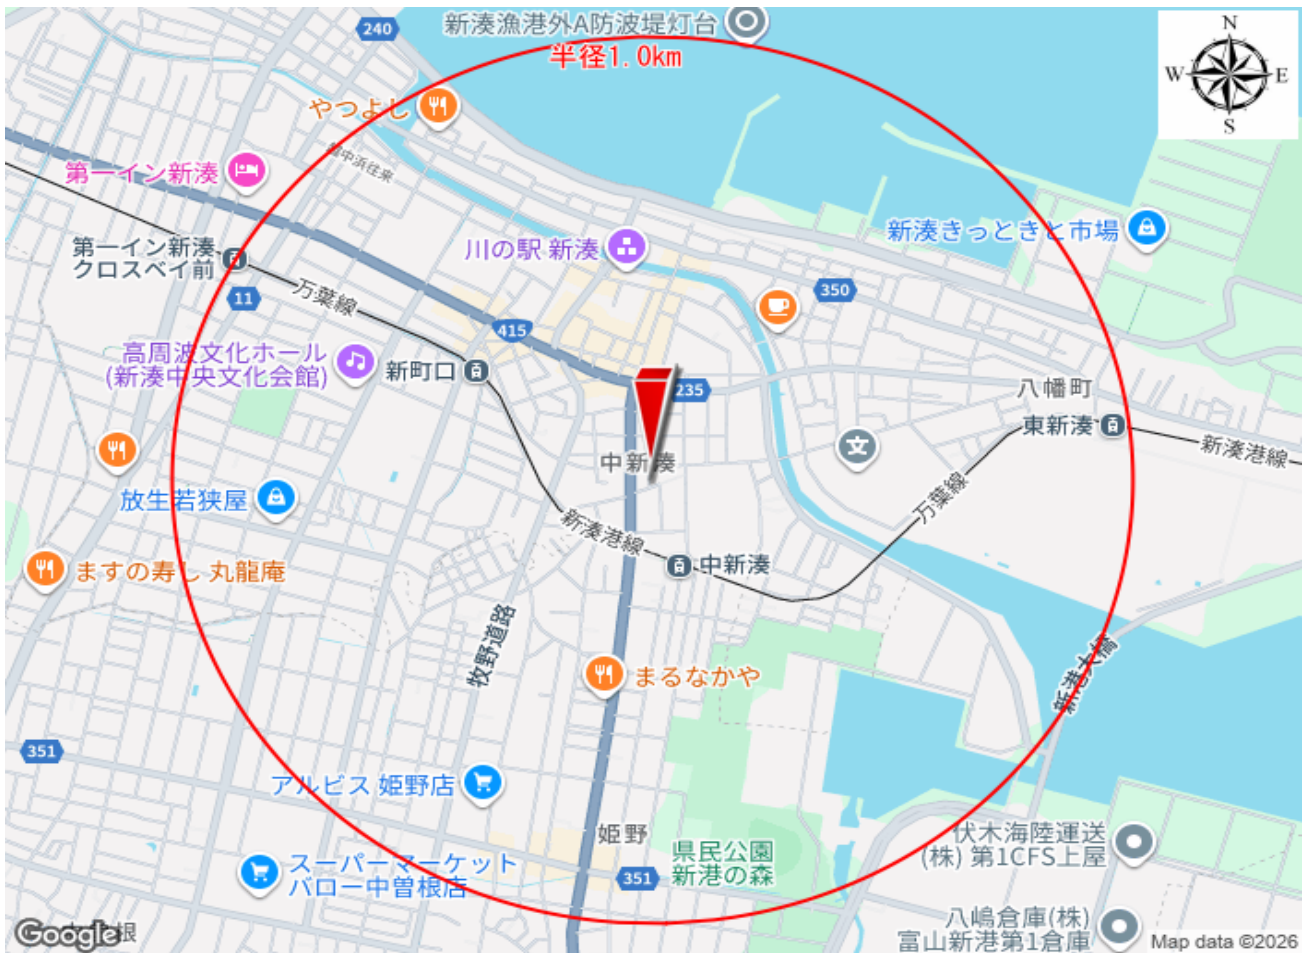 新湊漁港外A防波堤灯台
240
半径1.0km
N
W
E
S
やつよし
第一イン新湊
新湊きっときと市場
川の駅 新湊
第一イン新湊
クロスベイ前
万葉線
11
350
415
高周波文化ホール
(新湊中央文化会館)
新町口
235
八幡町
東新湊
新湊港線
中新湊
文
万葉線
放生若狭屋
新湊港線
中新湊
ますの寿し 丸龍庵
牧野道路
まるなかや
新港大橋
351
アルビス 姫野店
姫野
伏木海陸運送
(株) 第1CFS上屋
県民公園
新港の森
スーパーマーケット
バロー中曽根店
351
八嶋倉庫(株)
富山新港第1倉庫
Google
根
Map data ©2026